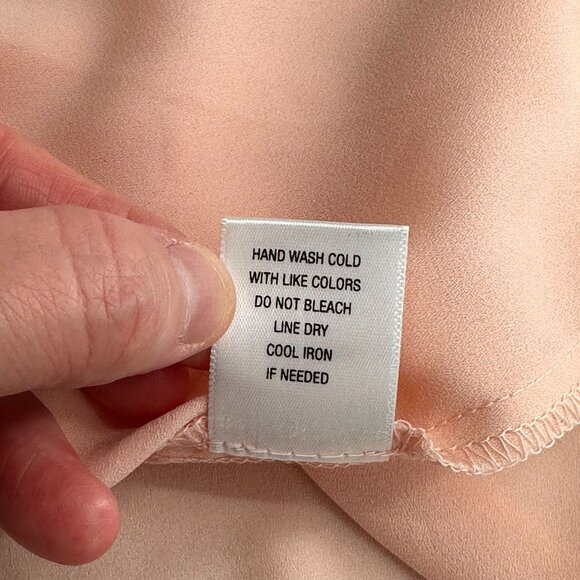 HAND WASH COLD
WITH LIKE COLORS
DO NOT BLEACH
LINE DRY
COOL IRON
IF NEEDED